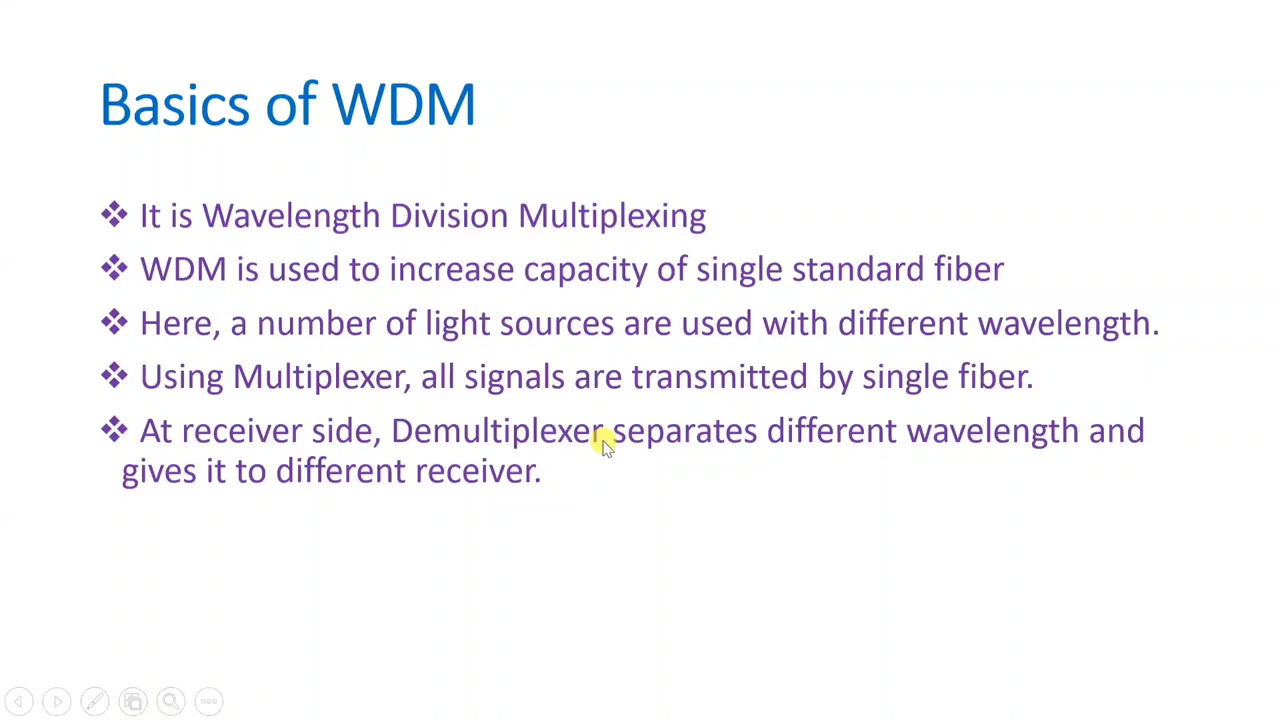 Basics of WDM
❖ It is Wavelength Division Multiplexing
❖ WDM is used to increase capacity of single standard fiber
❖ Here, a number of light sources are used with different wavelength.
❖ Using Multiplexer, all signals are transmitted by single fiber.
❖ At receiver side, Demultiplexer separates different wavelength and
gives it to different receiver.